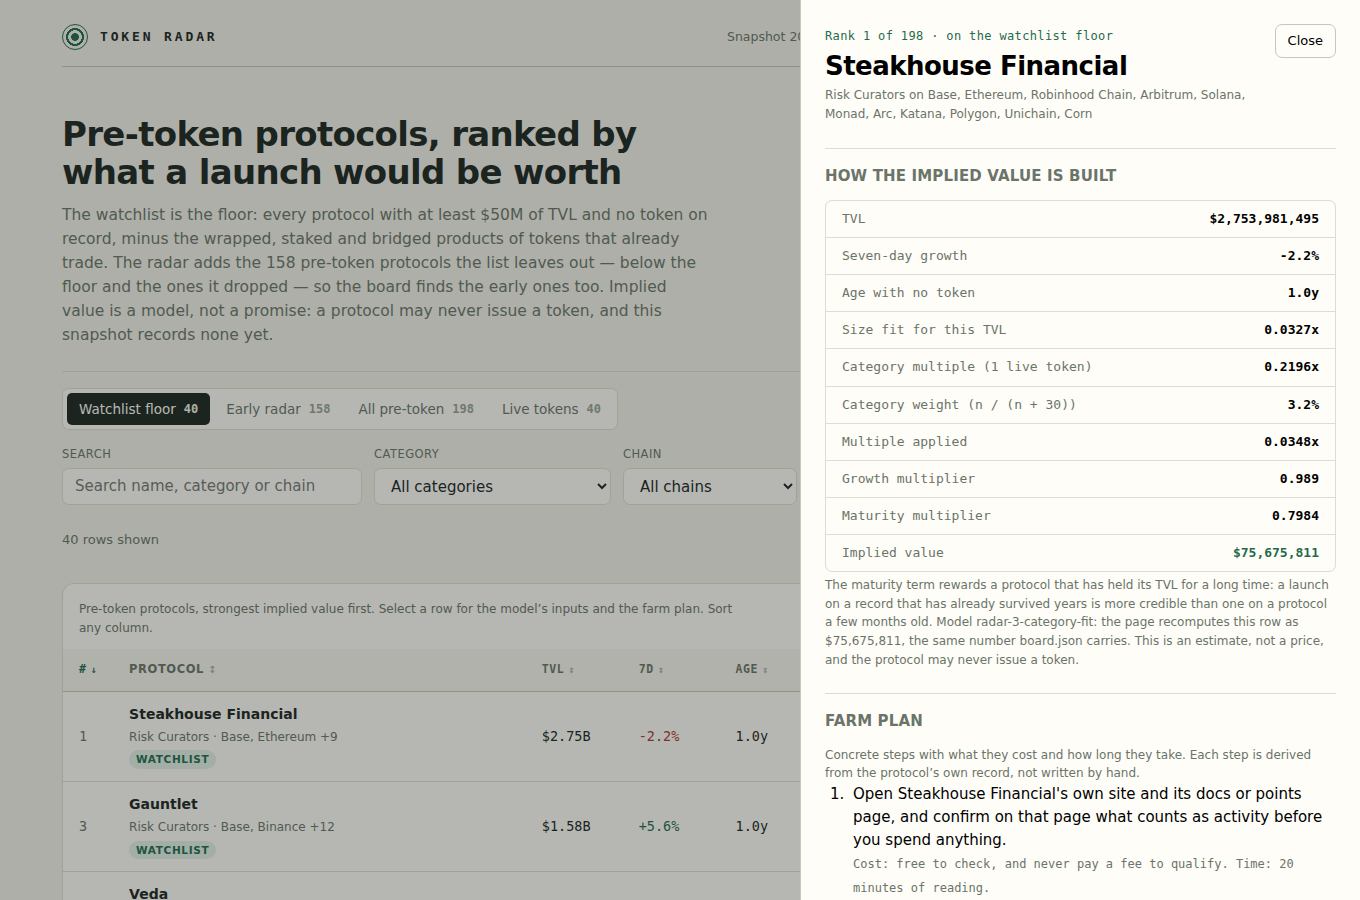 TOKEN RADAR
Snapshot 20
Pre-token protocols, ranked by
what a launch would be worth
The watchlist is the floor: every protocol with at least $50M of TVL and no token on
record, minus the wrapped, staked and bridged products of tokens that already
trade. The radar adds the 158 pre-token protocols the list leaves out — below the
floor and the ones it dropped — so the board finds the early ones too. Implied
value is a model, not a promise: a protocol may never issue a token, and this
snapshot records none yet.
Watchlist floor 40 Early radar 158 All pre-token 198 Live tokens 40
SEARCH CATEGORY CHAIN
Search name, category or chain All categories All chains
40 rows shown
Pre-token protocols, strongest implied value first. Select a row for the model’s inputs and the farm plan. Sort
any column.
# ↓ PROTOCOL ↕ TVL ↕ 7D ↕ AGE ↕
Steakhouse Financial
1 Risk Curators · Base, Ethereum +9 $2.75B -2.2% 1.0y
WATCHLIST
Gauntlet
3 Risk Curators · Base, Binance +12 $1.58B +5.6% 1.0y
WATCHLIST
Veda
Rank 1 of 198 · on the watchlist floor
Close
Steakhouse Financial
Risk Curators on Base, Ethereum, Robinhood Chain, Arbitrum, Solana,
Monad, Arc, Katana, Polygon, Unichain, Corn
HOW THE IMPLIED VALUE IS BUILT
TVL $2,753,981,495
Seven-day growth -2.2%
Age with no token 1.0y
Size fit for this TVL 0.0327x
Category multiple (1 live token) 0.2196x
Category weight (n / (n + 30)) 3.2%
Multiple applied 0.0348x
Growth multiplier 0.989
Maturity multiplier 0.7984
Implied value $75,675,811
The maturity term rewards a protocol that has held its TVL for a long time: a launch
on a record that has already survived years is more credible than one on a protocol
a few months old. Model radar-3-category-fit: the page recomputes this row as
$75,675,811, the same number board.json carries. This is an estimate, not a price,
and the protocol may never issue a token.
FARM PLAN
Concrete steps with what they cost and how long they take. Each step is derived
from the protocol’s own record, not written by hand.
1. Open Steakhouse Financial's own site and its docs or points
page, and confirm on that page what counts as activity before
you spend anything.
Cost: free to check, and never pay a fee to qualify. Time: 20
minutes of reading.